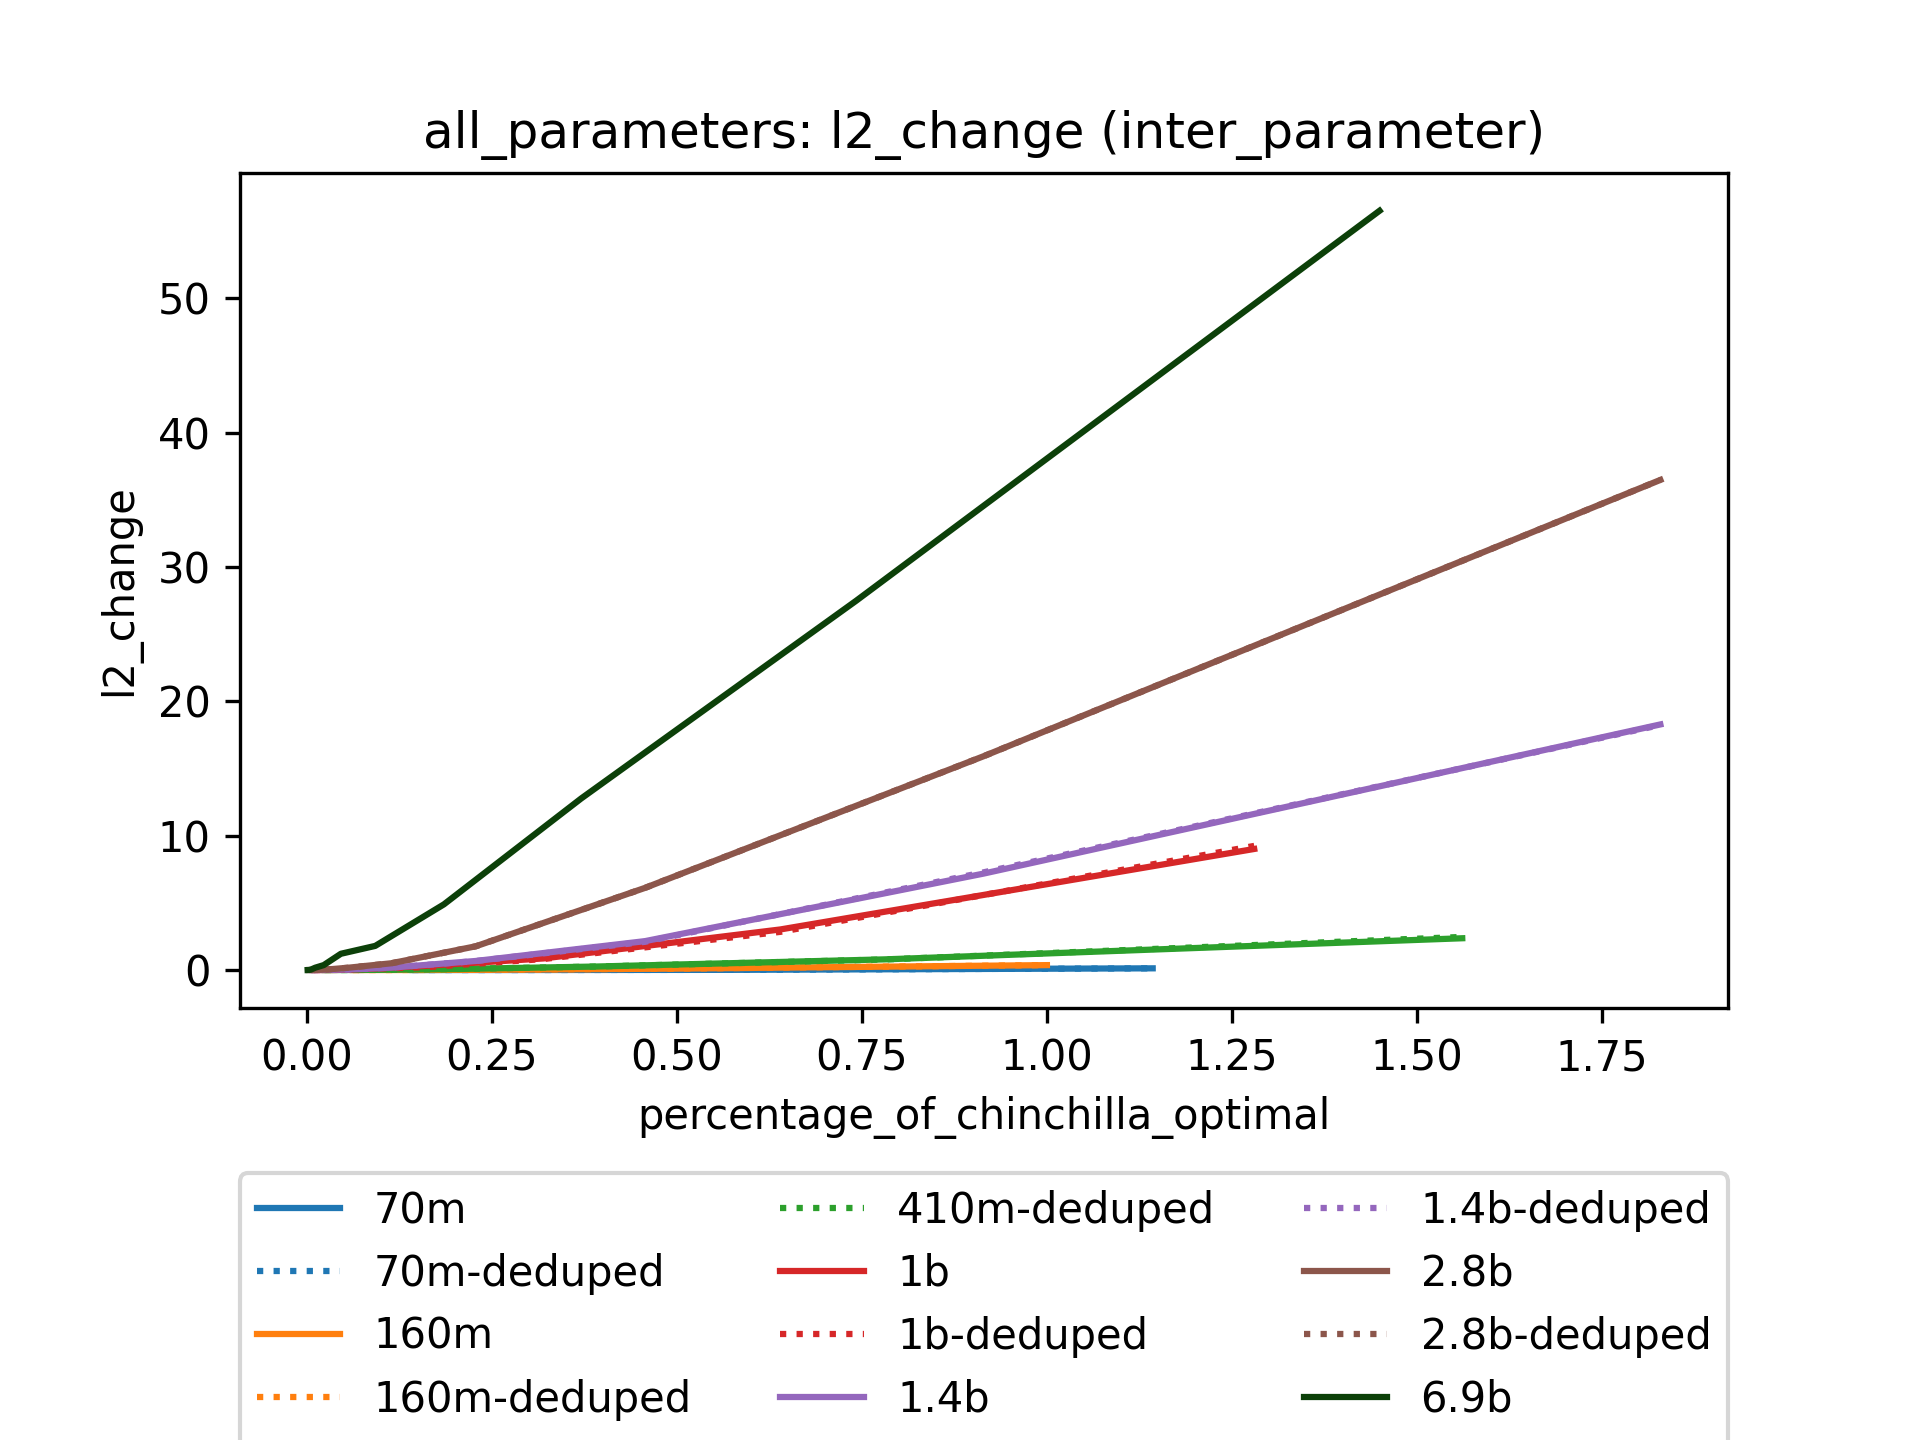 all_parameters: l2_change (inter_parameter)
50
40
30
20
10
0
l2_change
0.00 0.25 0.50 0.75 1.00 1.25 1.50 1.75
percentage_of_chinchilla_optimal
70m 410m-deduped 1.4b-deduped
70m-deduped 1b 2.8b
160m 1b-deduped 2.8b-deduped
160m-deduped 1.4b 6.9b